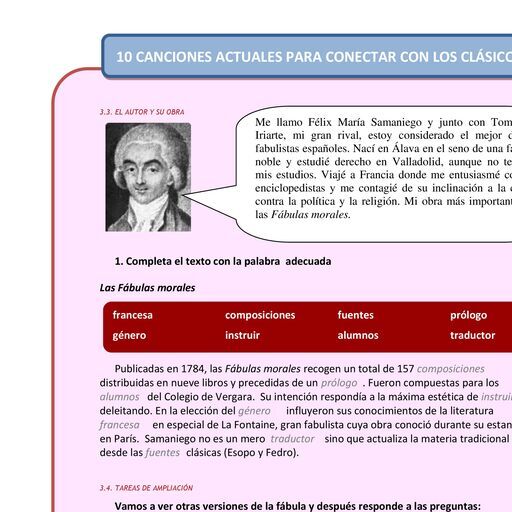 10 CANCIONES ACTUALES PARA CONECTAR CON LOS
3.3. EL AUTOR Y SU OBRA
Me llamo Félix María Samaniego y junto con
Iriarte, mi gran rival, estoy considerado el mejor
fabulistas españoles. Nací en Álava en el seno de una
noble y estudié derecho en Valladolid, aunque no
mis estudios. Viajé a Francia donde me entusiasmé
enciclopedistas y me contagié de su inclinación a la
contra la política y la religión. Mi obra más
las Fábulas morales.
1. Completa el texto con la palabra adecuada
Las Fábulas morales
francesa composiciones fuentes prólogo
género instruir alumnos traductor
Publicadas en 1784, las Fábulas morales recogen un total de 157 composiciones
distribuidas en nueve libros y precedidas de un prólogo . Fueron compuestas para los
alumnos del Colegio de Vergara. Su intención respondía a la máxima estética de
deleitando. En la elección del género influyeron sus conocimientos de la literatura
francesa en especial de La Fontaine, gran fabulista cuya obra conoció durante su
en París. Samaniego no es un mero traductor sino que actualiza la materia tradicional
desde las fuentes clásicas (Esopo y Fedro).
3.4. TAREAS DE AMPLIACIÓN
Vamos a ver otras versiones de la fábula y después responde a las preguntas: